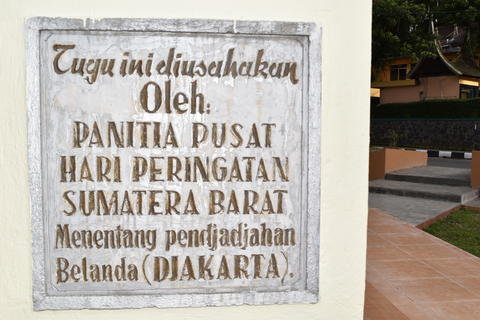 Tugu ini diusahakan
Oleh:
PANITIA PUSAT
HARI PERINGATAN
SUMATERA BARAT
Menentang pendjadjahan
Belanda (DJAKARTA).